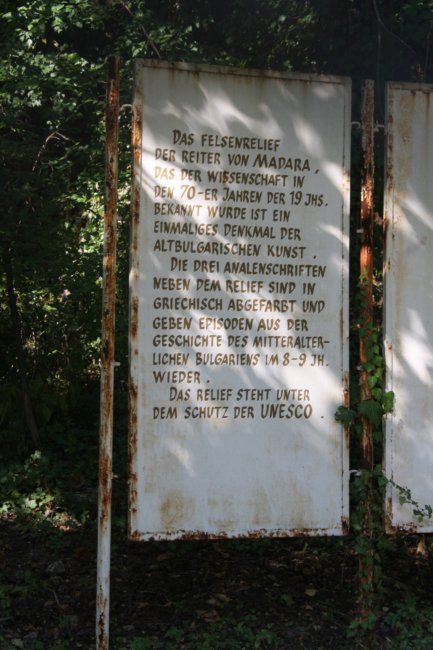 DAS FELSENRELIEF
DER REITER VON MADARA,
DAS DER WISSENSCHAFT IN
DEN 70-ER JAHREN DER 19 JHS.
BEKANNT WURDE IST EIN
EINMALIGES DENKMAL DER
ALTBULGARISCHEN KUNST.
DIE DREI ANALENSCHRIFTEN
NEBEN DEM RELIEF SIND IN
GRIECHISCH ABGEFARBT UND
GEBEN EPISODEN AUS DER
GESCHICHTE DES MITTERALTER-
LICHEN BULGARIENS IM 8-9 JH.
WIEDER.
DAS RELIEF STEHT UNTER
DEM SCHUTZ DER UNESCO.